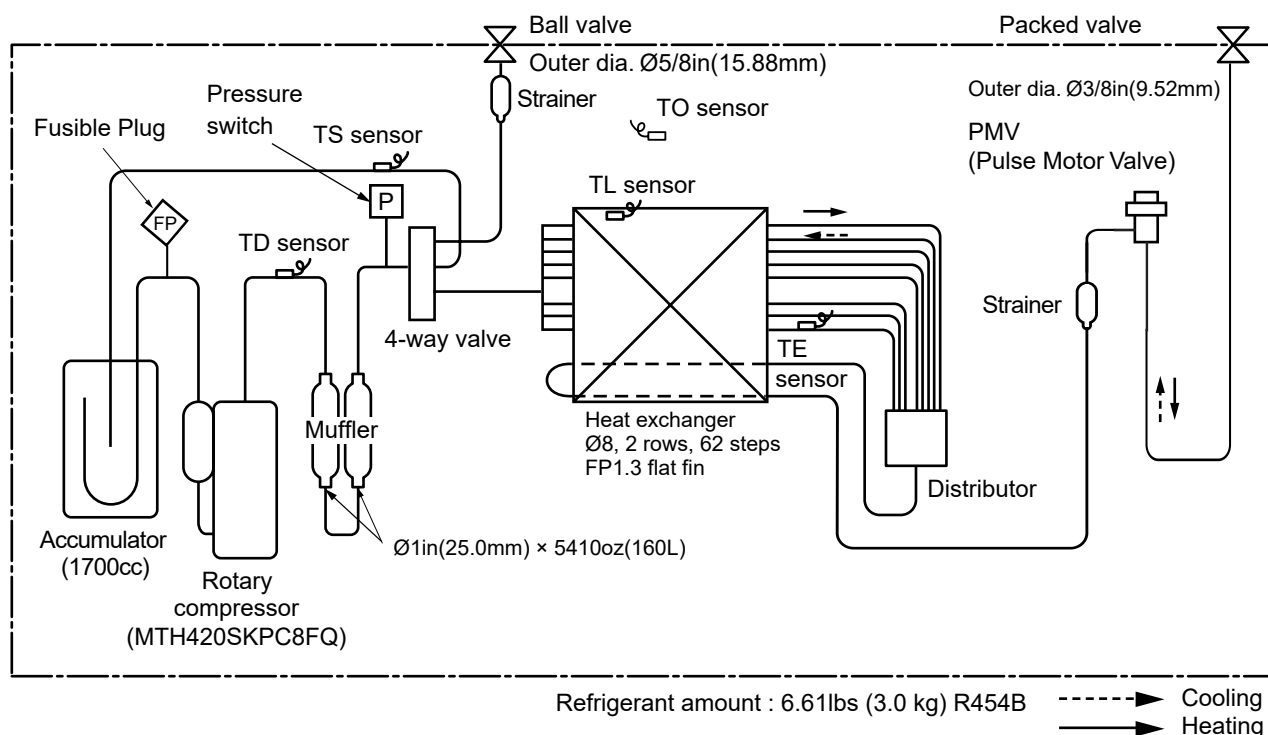 Ball valve
Packed valve
Outer dia. Ø5/8in(15.88mm)
Strainer
Pressure
switch
TO sensor
Outer dia. Ø3/8in(9.52mm)
Fusible Plug
TS sensor
PMV
(Pulse Motor Valve)
TL sensor
P
FP
TD sensor
4-way valve
Strainer
TE
sensor
Muffler
Heat exchanger
Ø8, 2 rows, 62 steps
FP1.3 flat fin
Distributor
Accumulator
(1700cc)
Ø1in(25.0mm) × 5410oz(160L)
Rotary
compressor
(MTH420SKPC8FQ)
Refrigerant amount : 6.61lbs (3.0 kg) R454B
Cooling
Heating